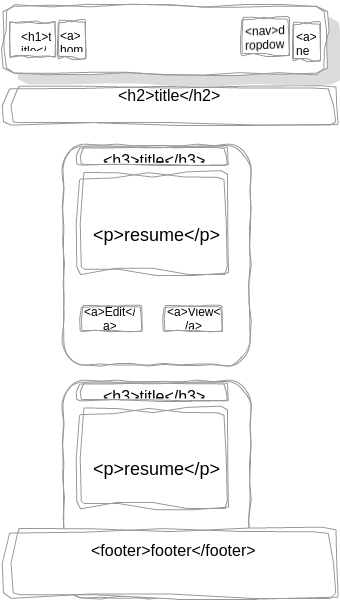 <h1>t
itle</
<a>
hom
<nav>d
ropdow
<a>
ne
<h2>title</h2>
<h3>title</h3>
<p>resume</p>
<a>Edit</
a>
<a>View<
/a>
<h3>title</h3>
<p>resume</p>
<footer>footer</footer>